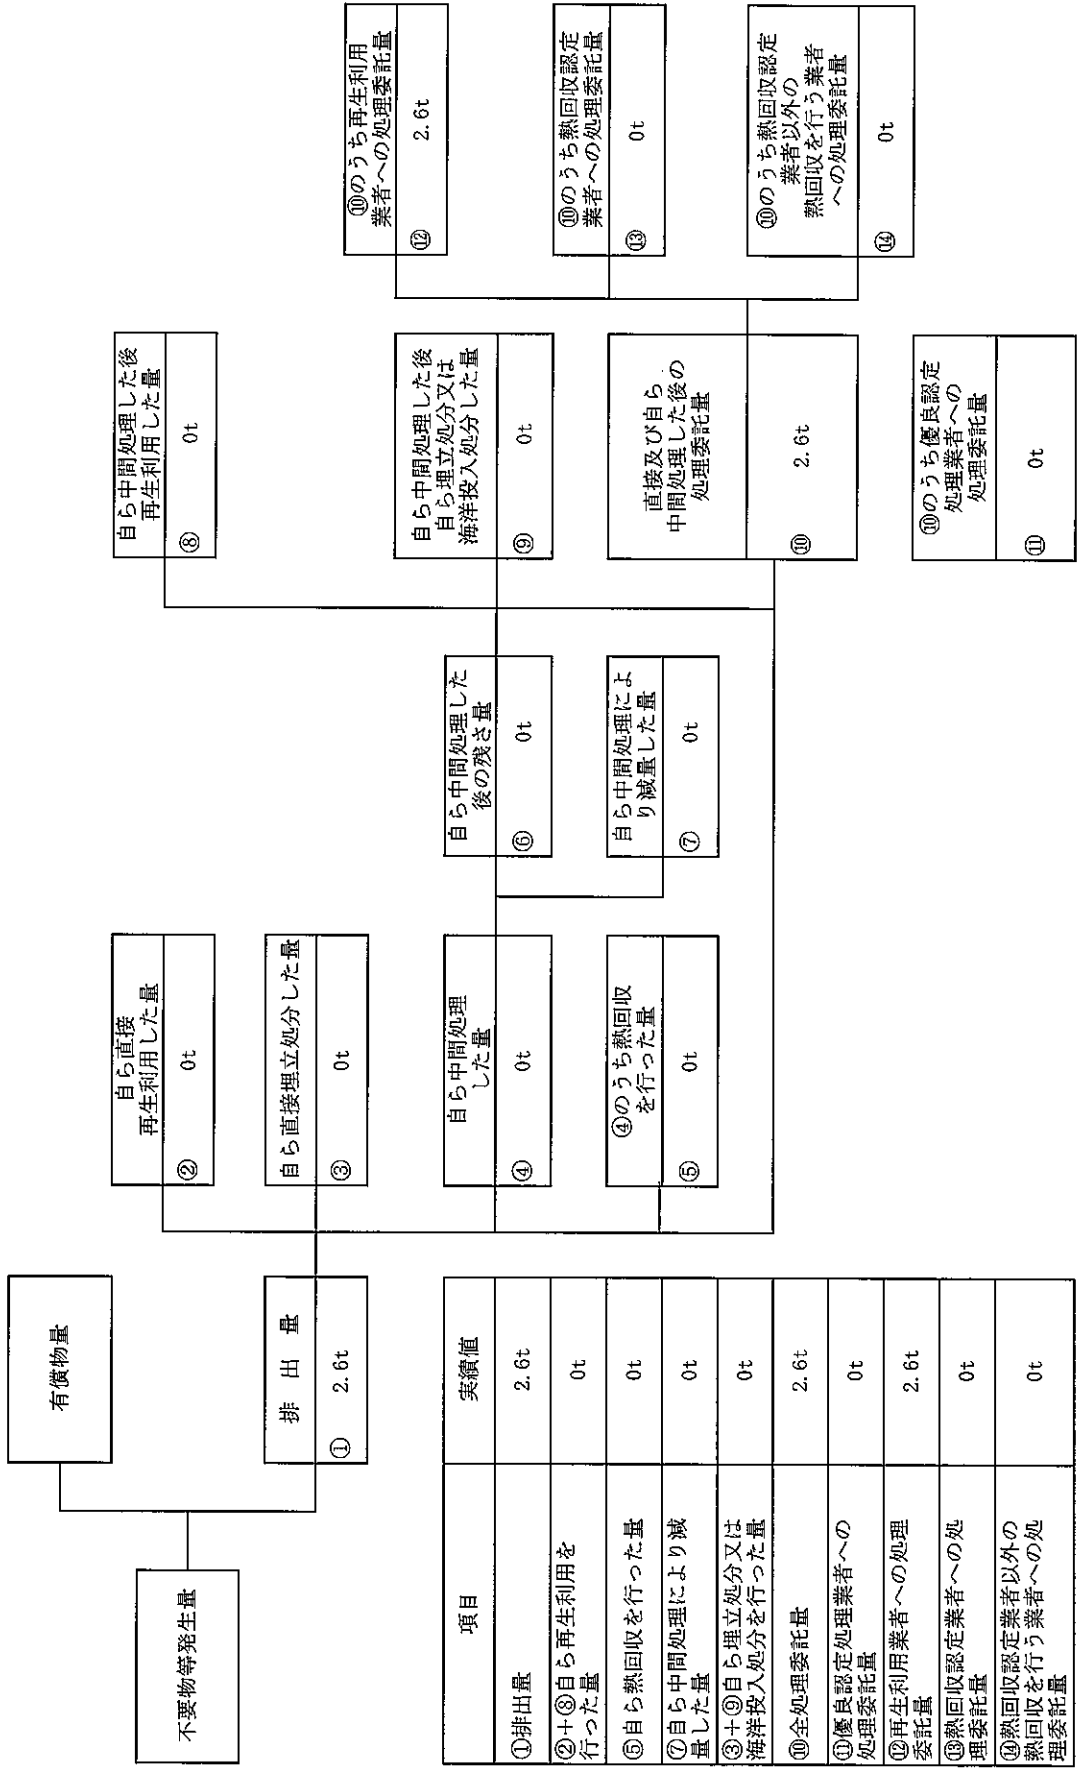 不要物等発生量
有償物量
排 出 量
① 2.6t
自ら直接
再生利用した量
② 0t
自ら直接埋立処分した量
③ 0t
自ら中間処理
した量
④ 0t
④のうち熱回収
を行った量
⑤ 0t
自ら中間処理した
後の残さ量
⑥ 0t
自ら中間処理によ
り減量した量
⑦ 0t
自ら中間処理した後
再生利用した量
⑧ 0t
自ら中間処理した後
自ら埋立処分又は
海洋投入処分した量
⑨ 0t
直接及び自ら
中間処理した後の
処理委託量
⑩ 2.6t
⑩のうち優良認定
処理業者への
処理委託量
⑪ 0t
⑩のうち再生利用
業者への処理委託量
⑫ 2.6t
⑩のうち熱回収認定
業者への処理委託量
⑬ 0t
⑩のうち熱回収認定
業者以外の
熱回収を行う業者
への処理委託量
⑭ 0t
項目 実績値
①排出量 2.6t
②+⑧自ら再生利用を
行った量 0t
⑤自ら熱回収を行った量 0t
⑦自ら中間処理により減
量した量 0t
③+⑨自ら埋立処分又は
海洋投入処分を行った量 0t
⑩全処理委託量 2.6t
⑪優良認定処理業者への
処理委託量 0t
⑫再生利用業者への処理
委託量 2.6t
⑬熱回収認定業者への処
理委託量 0t
⑭熱回収認定業者以外の
熱回収を行う業者への処
理委託量 0t